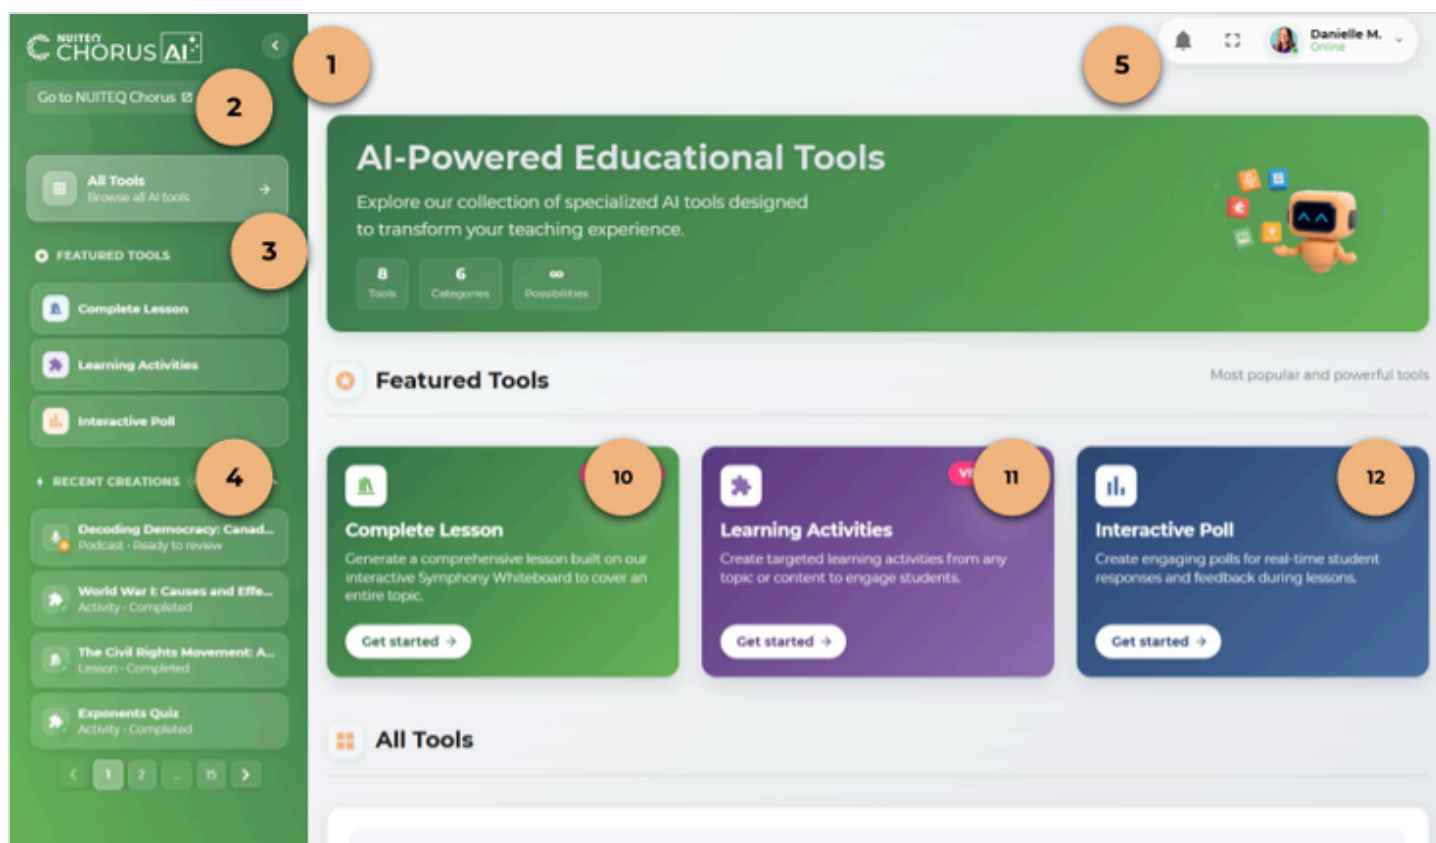 NUITEQ
CHORUS AI
1
5
Danielle M.
Online
Go to NUITEQ Chorus
2
All Tools
Browse all AI tools
3
FEATURED TOOLS
Complete Lesson
Learning Activities
Interactive Poll
RECENT CREATIONS
4
Decoding Democracy: Canad...
Podcast • Ready to review
World War I: Causes and Effe...
Activity • Completed
The Civil Rights Movement: A...
Lesson • Completed
Exponents Quiz
Activity • Completed
1 2 ... 15
AI-Powered Educational Tools
Explore our collection of specialized AI tools designed
to transform your teaching experience.
8
Tools
6
Categories
∞
Possibilities
Featured Tools
Most popular and powerful tools
10
Complete Lesson
Generate a comprehensive lesson built on our
interactive Symphony Whiteboard to cover an
entire topic.
Get started →
11
Learning Activities
Create targeted learning activities from any
topic or content to engage students.
Get started →
12
Interactive Poll
Create engaging polls for real-time student
responses and feedback during lessons.
Get started →
All Tools